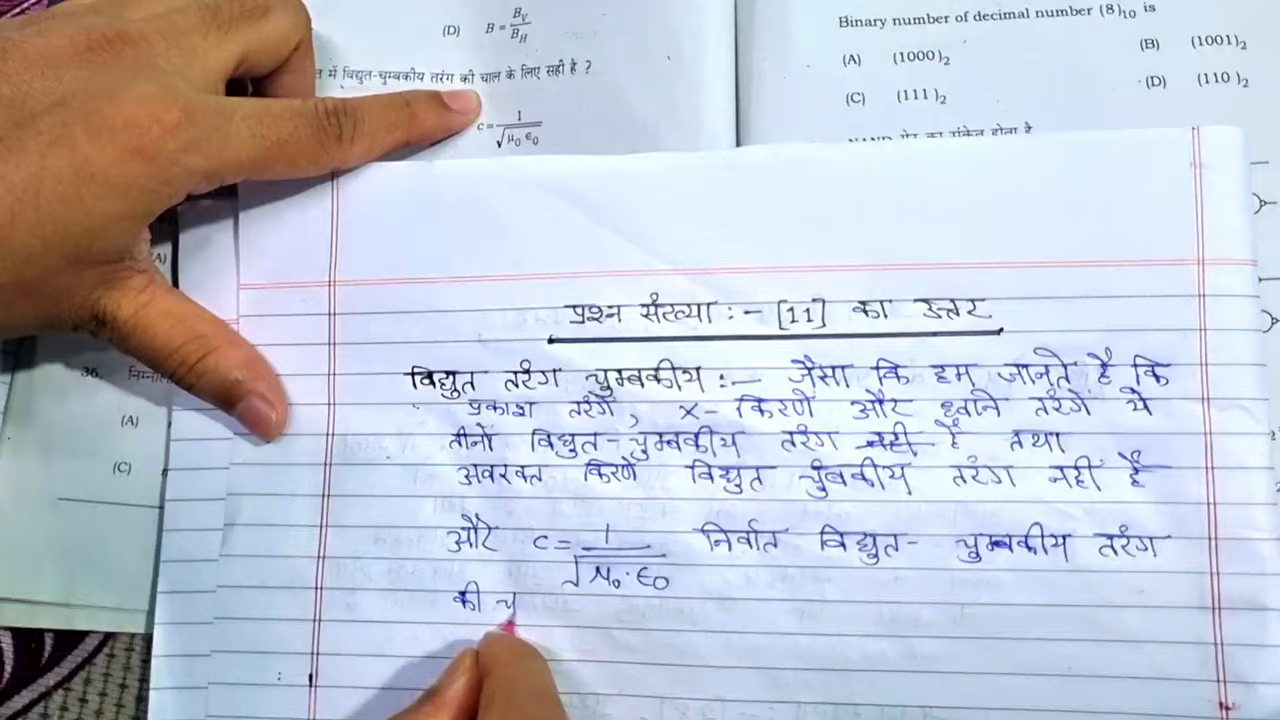 (D) B = B_V / B_H
में विद्युत-चुम्बकीय तरंग की चाल के लिए सही है ?
c = 1 / √μ₀ ε₀
Binary number of decimal number (8)₁₀ is
(A) (1000)₂
(B) (1001)₂
(C) (111)₂
(D) (110)₂
का संकेत होता है
(A)
36.
(A)
(C)
प्रश्न संख्या :- [11] का उत्तर
विद्युत तरंग चुम्बकीय :- जैसा कि हम जानते है कि
प्रकाश तरंगें, x- किरणें और ध्वनि तरंगें ये
तीनों विद्युत-चुम्बकीय तरंग नही है तथा
अवरक्त किरणें विद्युत चुंबकीय तरंग नहीं है
और c = 1 / √μ₀.ε₀ निर्वात विद्युत- चुम्बकीय तरंग
की च